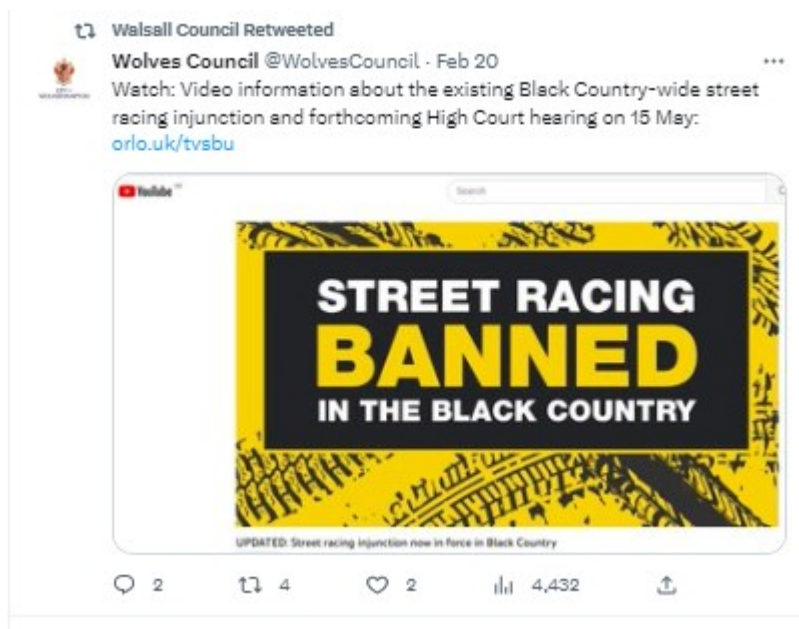 Walsall Council Retweeted
Wolves Council @WolvesCouncil · Feb 20
Watch: Video information about the existing Black Country-wide street
racing injunction and forthcoming High Court hearing on 15 May:
orlo.uk/tvsbu
YouTube
Search
STREET RACING
BANNED
IN THE BLACK COUNTRY
UPDATED: Street racing injunction now in force in Black Country
2 4 2 4,432